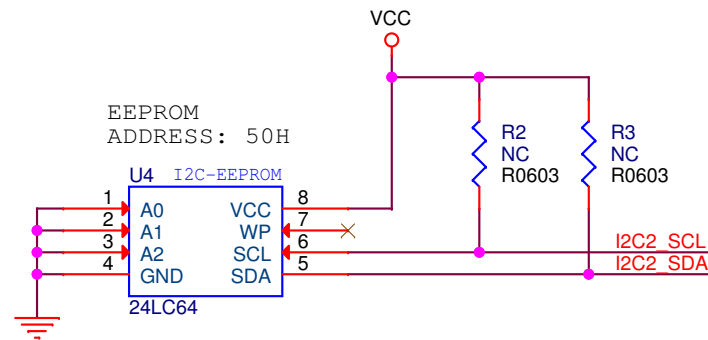 VCC
EEPROM
ADDRESS: 50H
R2
NC
R0603
R3
NC
R0603
U4 I2C-EEPROM
1 A0 VCC 8
2 A1 WP 7
3 A2 SCL 6 I2C2_SCL
4 GND SDA 5 I2C2_SDA
24LC64